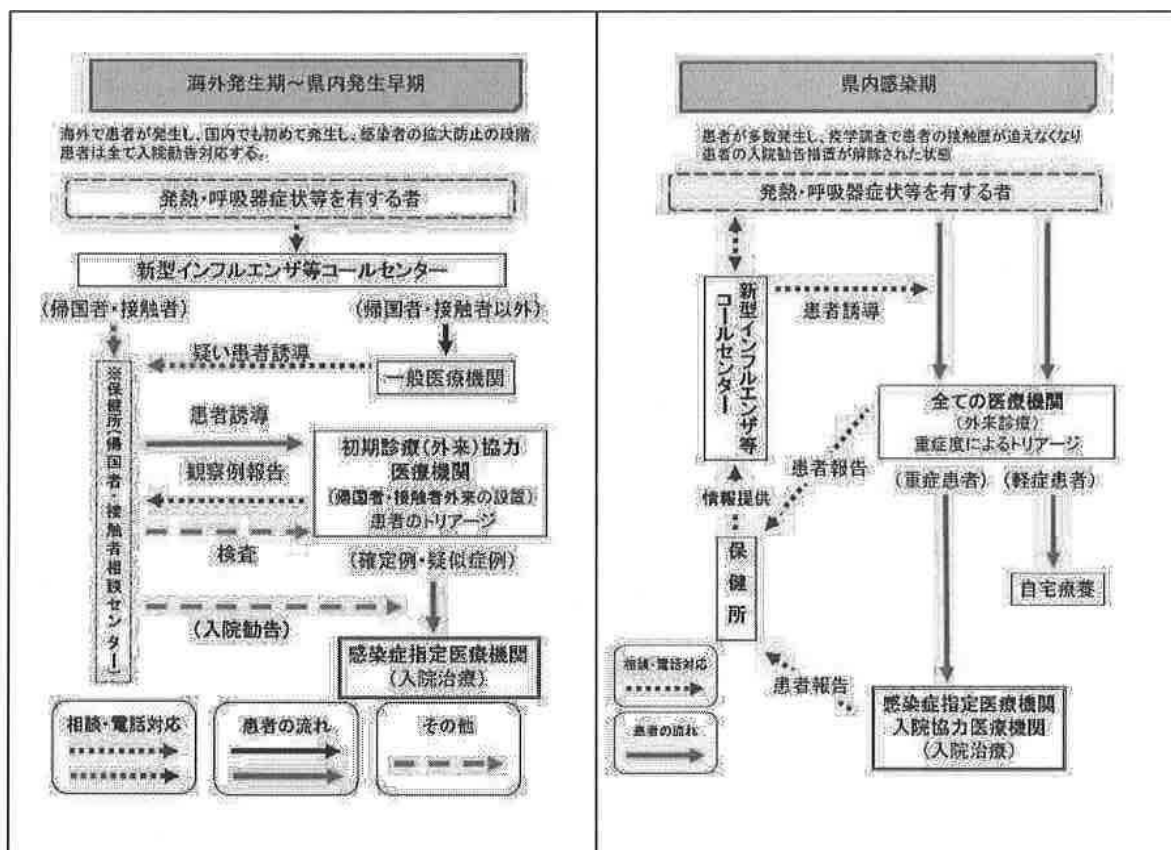 海外発生期～県内発生早期
海外で患者が発生し、国内でも初めて発生し、感染者の拡大防止の段階
患者は全て入院勧告対応する。
発熱・呼吸器症状等を有する者
新型インフルエンザ等コールセンター
(帰国者・接触者)
(帰国者・接触者以外)
疑い患者誘導
一般医療機関
※保健所(帰国者・接触者相談センター)
患者誘導
初期診療(外来)協力
医療機関
(帰国者・接触者外来の設置)
患者のトリアージ
観察例報告
検査
(確定例・疑似症例)
(入院勧告)
感染症指定医療機関
(入院治療)
相談・電話対応
患者の流れ
その他
県内感染期
患者が多数発生し、疫学調査で患者の接触歴が追えなくなり
患者の入院勧告措置が解除された状態
発熱・呼吸器症状等を有する者
新型インフルエンザ等
コールセンター
患者誘導
全ての医療機関
(外来診療)
重症度によるトリアージ
患者報告
(重症患者)
(軽症患者)
情報提供
保健所
自宅療養
患者報告
感染症指定医療機関
入院協力医療機関
(入院治療)
相談・電話対応
患者の流れ